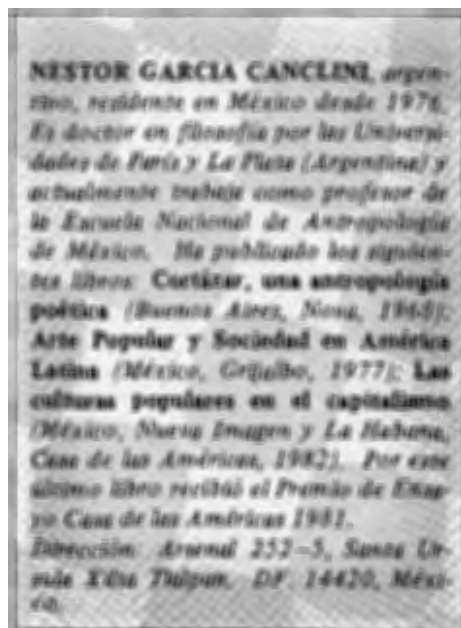 NESTOR GARCIA CANCLINI, argen-
tino, residente en México desde 1976.
Es doctor en filosofía por las Universi-
dades de París y La Plata (Argentina) y
actualmente trabaja como profesor de
la Escuela Nacional de Antropología
de México. Ha publicado los siguien-
tes libros: Cortázar, una antropología
poética (Buenos Aires, Nova, 1968);
Arte Popular y Sociedad en América
Latina (México, Grijalbo, 1977); Las
culturas populares en el capitalismo
(México, Nueva Imagen y La Habana,
Casa de las Américas, 1982). Por este
último libro recibió el Premio de Ensa-
yo Casa de las Américas 1981.
Dirección: Arenal 252-5, Santa Ur-
sula Xitla Tlalpan, DF. 14420, Méxi-
co.